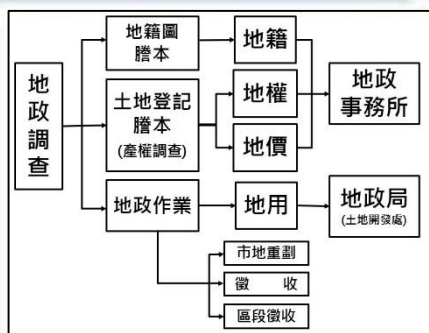 地政調查
地籍圖
謄本
土地登記
謄本
(產權調查)
地政作業
地籍
地權
地價
地用
地政
事務所
地政局
(土地開發處)
市地重劃
徵　　收
區段徵收